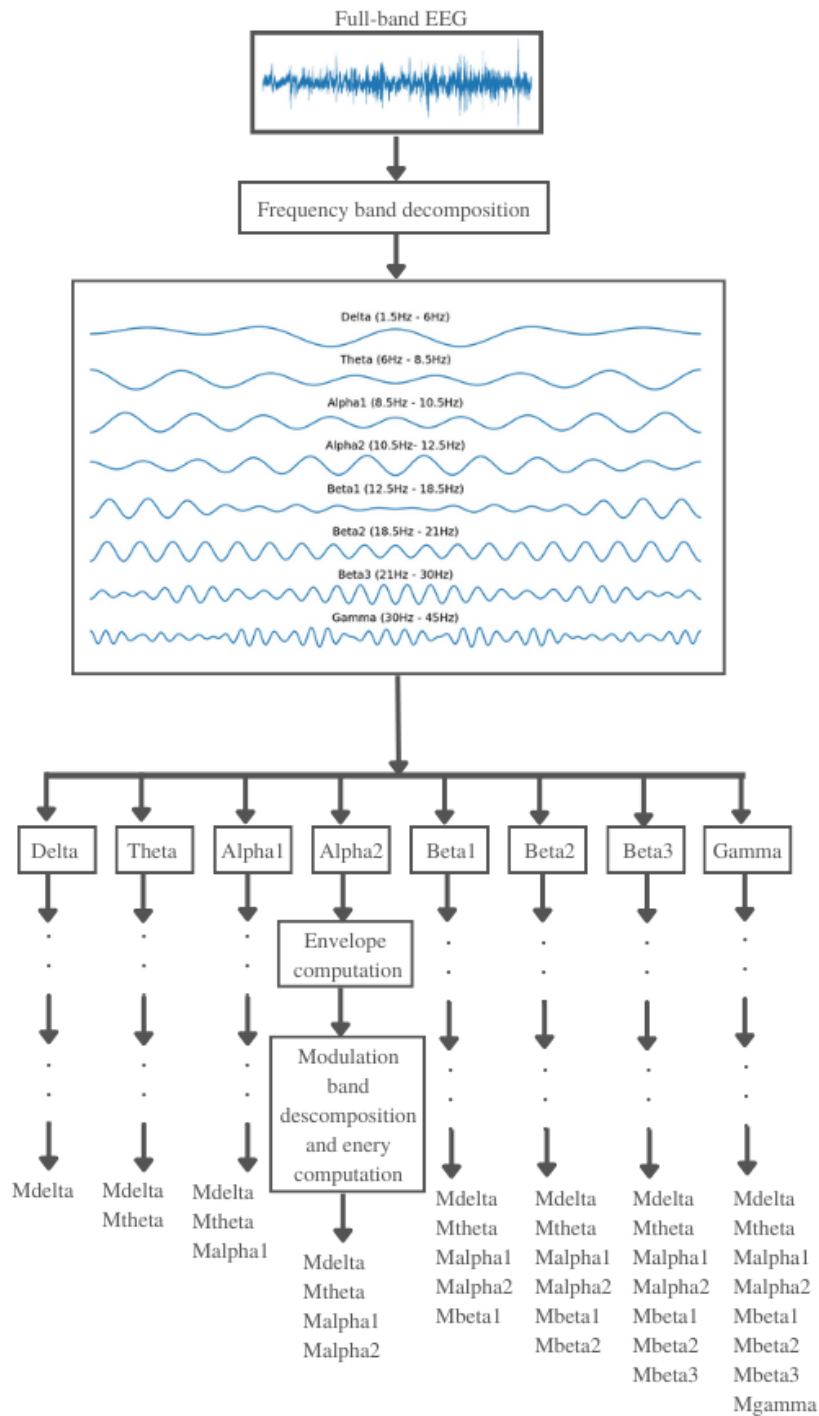 Full-band EEG
Frequency band decomposition
Delta (1.5Hz - 6Hz)
Theta (6Hz - 8.5Hz)
Alpha1 (8.5Hz - 10.5Hz)
Alpha2 (10.5Hz- 12.5Hz)
Beta1 (12.5Hz - 18.5Hz)
Beta2 (18.5Hz - 21Hz)
Beta3 (21Hz - 30Hz)
Gamma (30Hz - 45Hz)
Delta
Theta
Alpha1
Alpha2
Beta1
Beta2
Beta3
Gamma
Envelope
computation
Modulation
band
descomposition
and enery
computation
Mdelta
Mdelta
Mtheta
Mdelta
Mtheta
Malpha1
Mdelta
Mtheta
Malpha1
Malpha2
Mdelta
Mtheta
Malpha1
Malpha2
Mbeta1
Mdelta
Mtheta
Malpha1
Malpha2
Mbeta1
Mbeta2
Mdelta
Mtheta
Malpha1
Malpha2
Mbeta1
Mbeta2
Mbeta3
Mdelta
Mtheta
Malpha1
Malpha2
Mbeta1
Mbeta2
Mbeta3
Mgamma